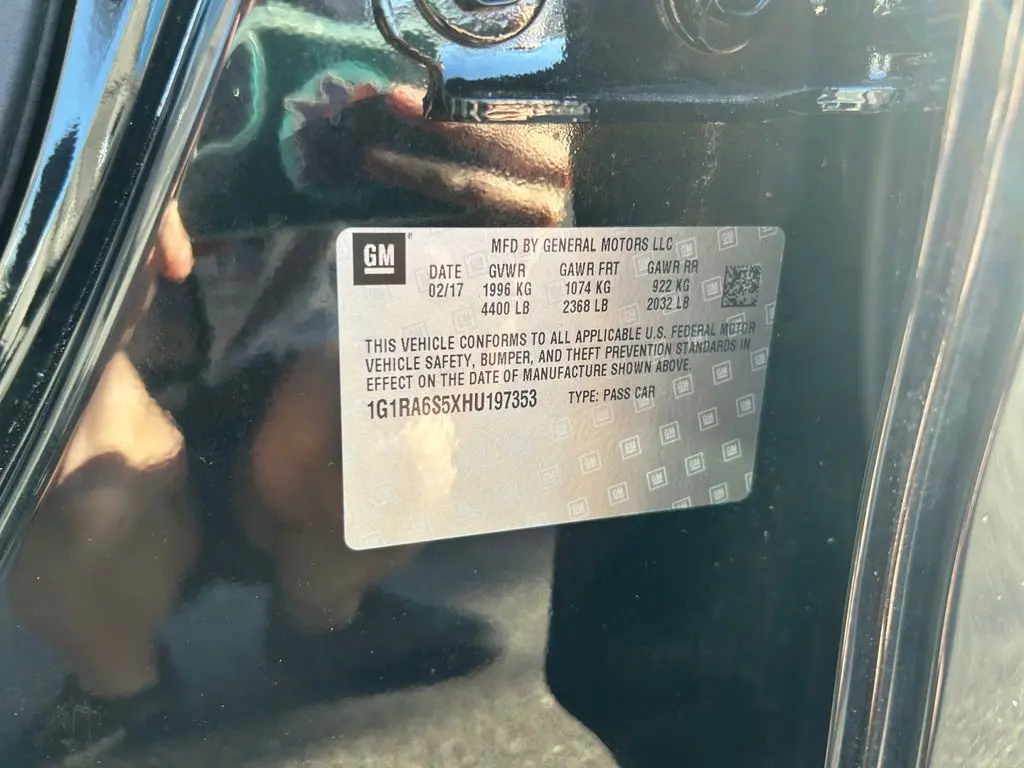 GM
MFD BY GENERAL MOTORS LLC
DATE GVWR GAWR FRT GAWR RR
02/17 1996 KG 1074 KG 922 KG
4400 LB 2368 LB 2032 LB
THIS VEHICLE CONFORMS TO ALL APPLICABLE U.S. FEDERAL MOTOR
VEHICLE SAFETY, BUMPER, AND THEFT PREVENTION STANDARDS IN
EFFECT ON THE DATE OF MANUFACTURE SHOWN ABOVE.
1G1RA6S5XHU197353 TYPE: PASS CAR